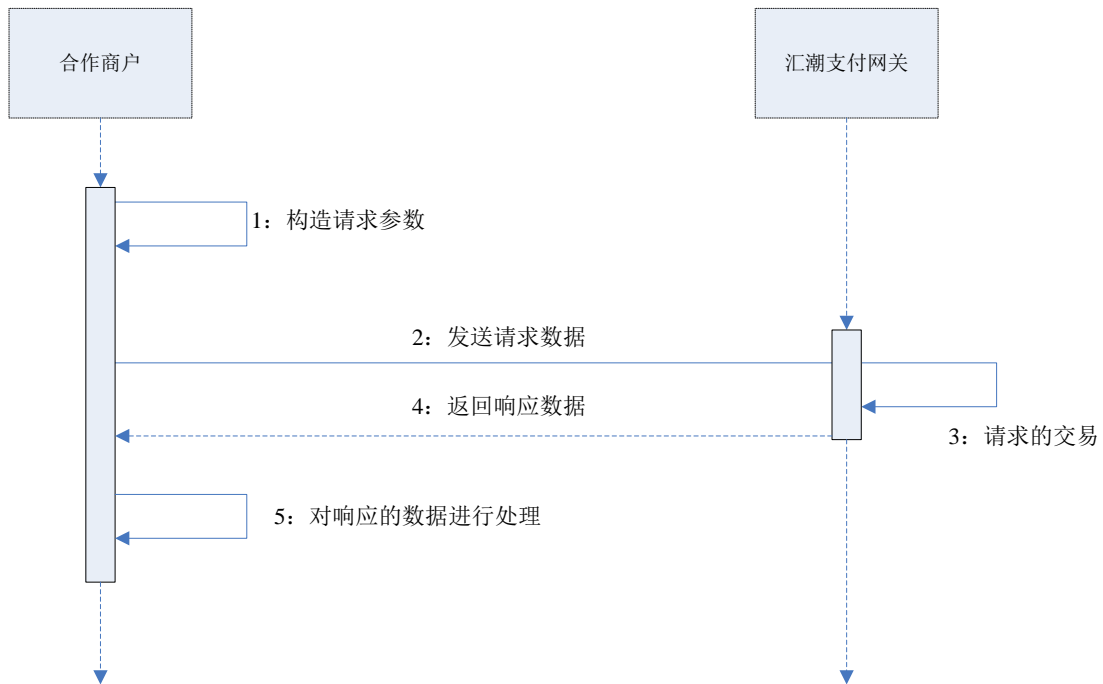 合作商户
汇潮支付网关
1：构造请求参数
2：发送请求数据
4：返回响应数据
3：请求的交易
5：对响应的数据进行处理